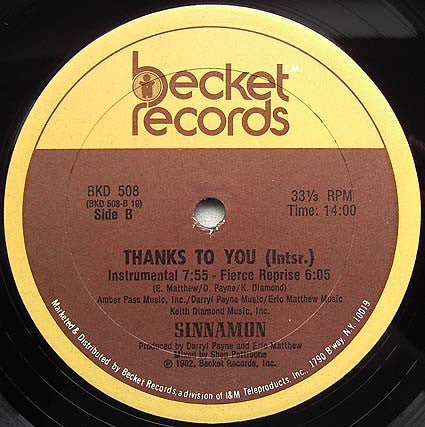 becket TM
records
BKD 508
(BKD 508-B 19)
Side B
33⅓ RPM
Time: 14:00
THANKS TO YOU (Intsr.)
Instrumental 7:55 - Fierce Reprise 6:05
(E. Matthew/D. Payne/K. Diamond)
Amber Pass Music, Inc./Darryl Payne Music/Eric Matthew Music
Keith Diamond Music, Inc.
SINNAMON
Produced by Darryl Payne and Eric Matthew
Mixed by Shep Pettibone
℗ 1982, Becket Records, Inc.
Marketed & Distributed by Becket Records, a division of I&M Teleproducts, Inc., 1790 B'way, N.Y. 10019